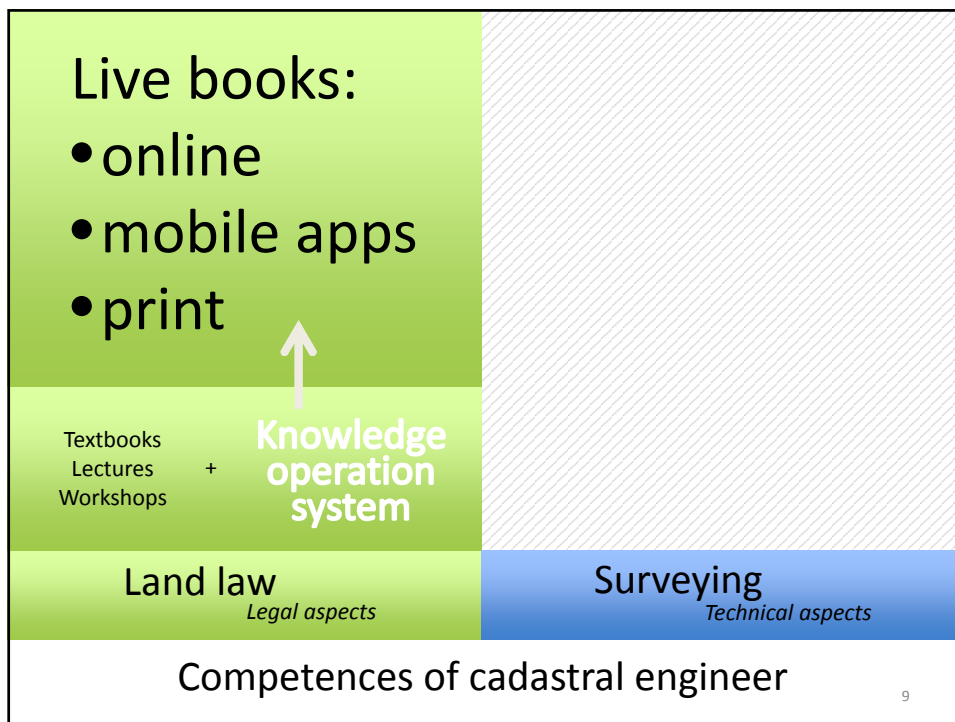 Live books:
•online
•mobile apps
•print
Textbooks
Lectures
Workshops
+
Knowledge
operation
system
Land law
Legal aspects
Surveying
Technical aspects
Competences of cadastral engineer
9